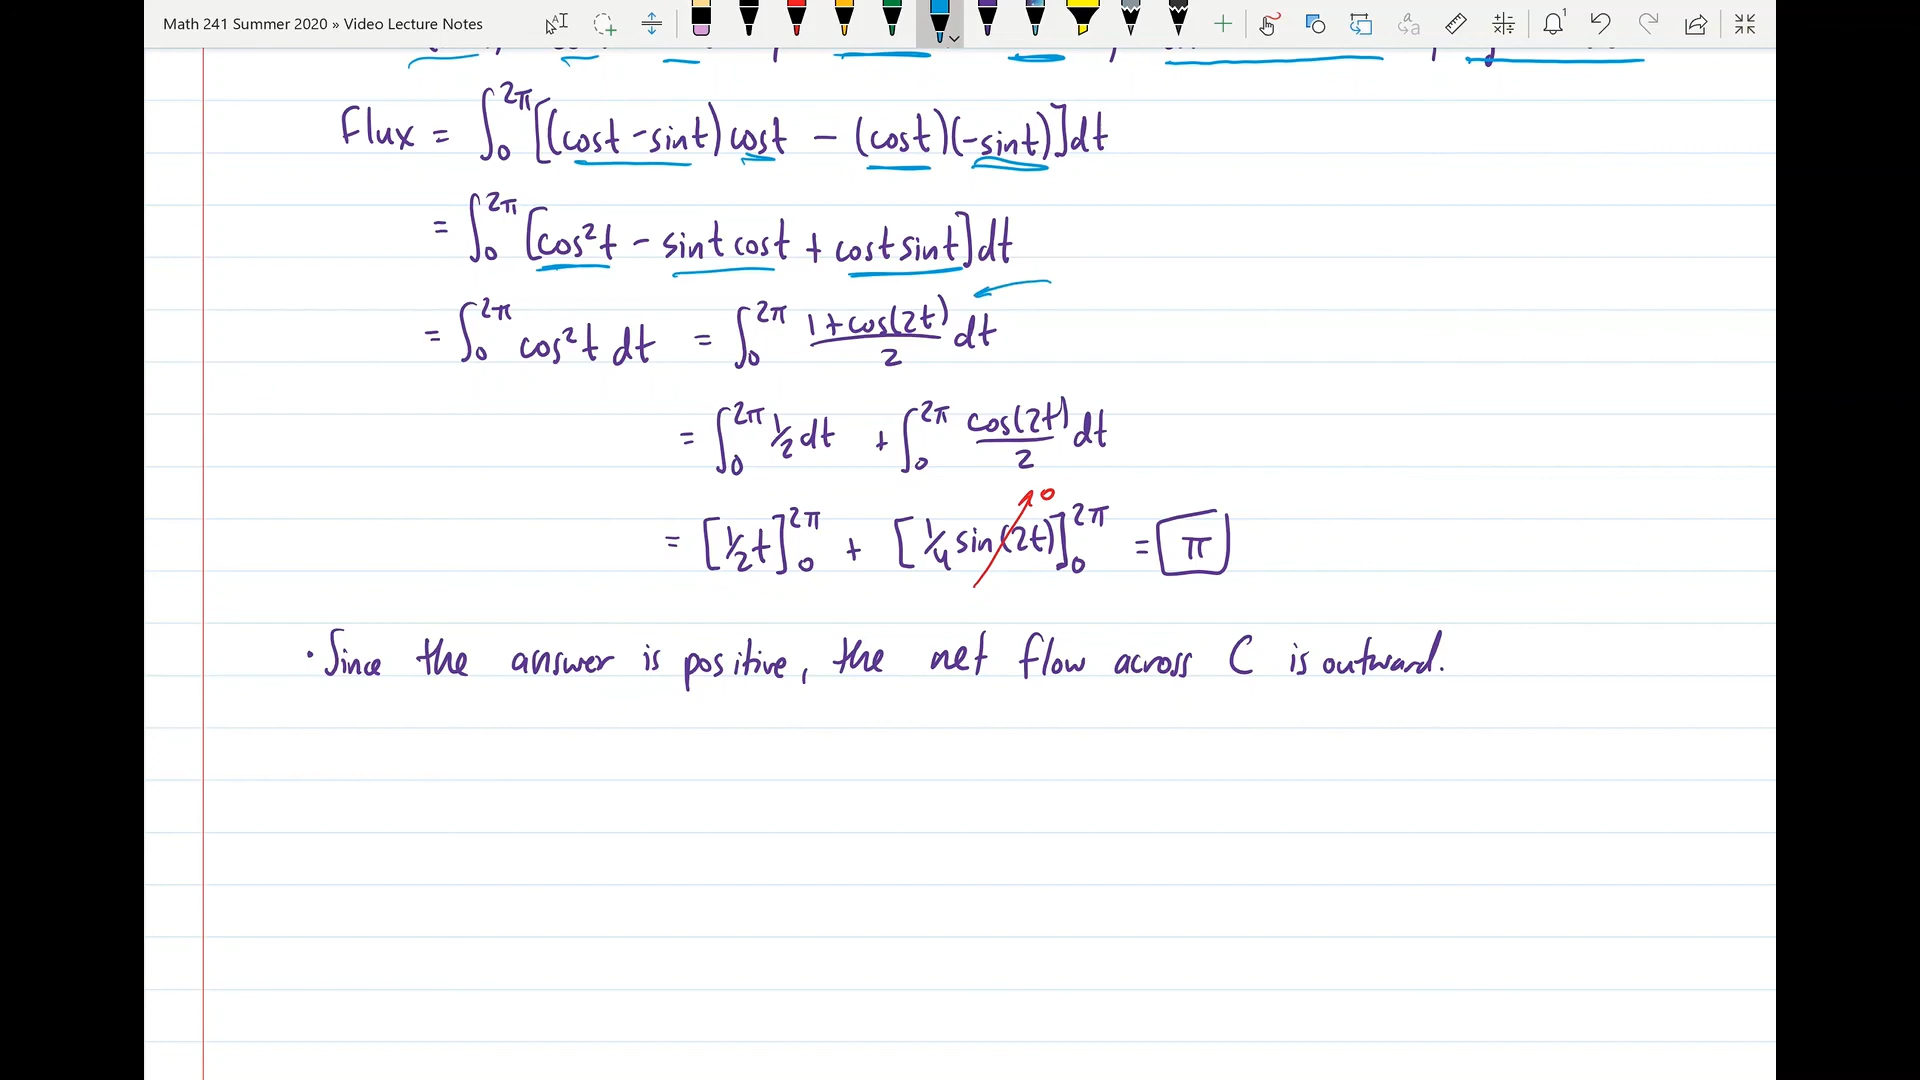 Math 241 Summer 2020 » Video Lecture Notes
Flux = ∫₀^2π [(cost - sint) cost - (cost)(-sint)] dt
= ∫₀^2π [cos²t - sint cost + cost sint] dt
= ∫₀^2π cos²t dt = ∫₀^2π (1 + cos(2t))/2 dt
= ∫₀^2π 1/2 dt + ∫₀^2π cos(2t)/2 dt
= [1/2 t]₀^2π + [1/4 sin(2t)]₀^2π = π
0
• Since the answer is positive, the net flow across C is outward.